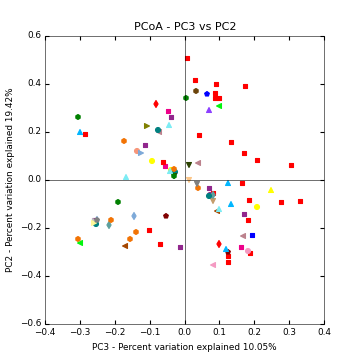 PCoA - PC3 vs PC2
0.6
0.4
0.2
0.0
−0.2
−0.4
−0.6
PC2 - Percent variation explained 19.42%
−0.4 −0.3 −0.2 −0.1 0.0 0.1 0.2 0.3 0.4
PC3 - Percent variation explained 10.05%